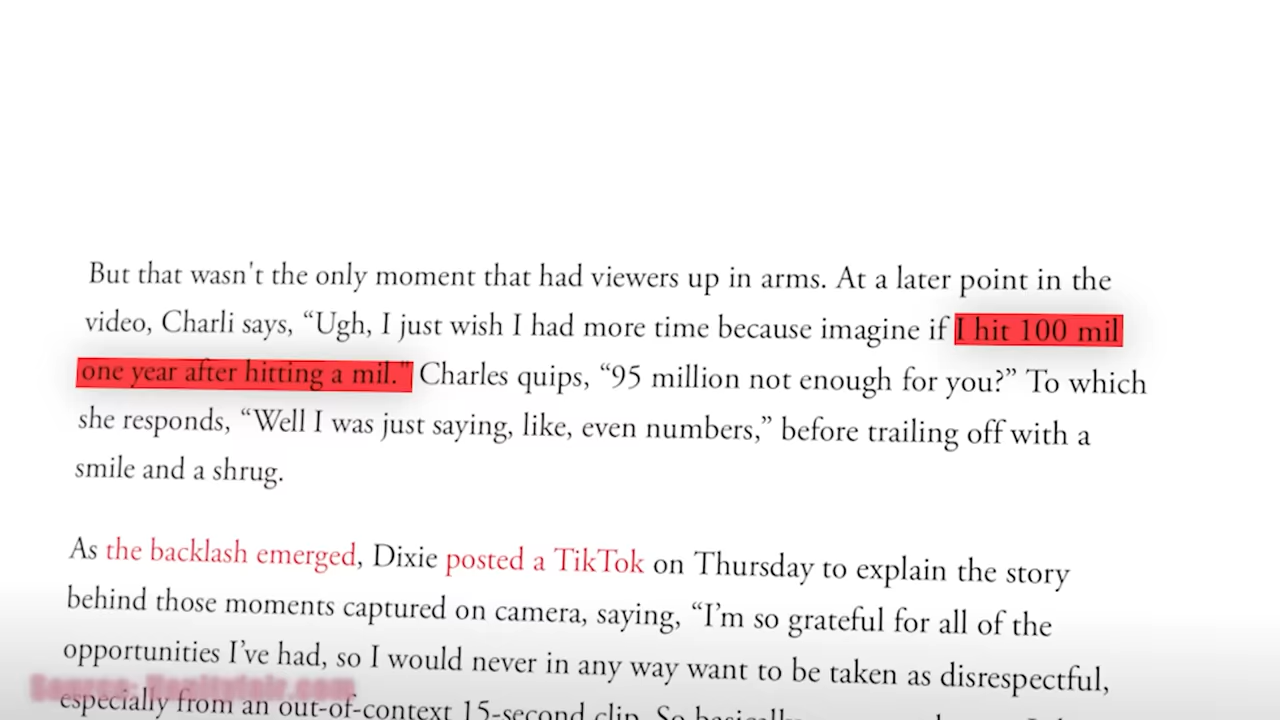 But that wasn't the only moment that had viewers up in arms. At a later point in the
video, Charli says, “Ugh, I just wish I had more time because imagine if I hit 100 mil
one year after hitting a mil.” Charles quips, “95 million not enough for you?” To which
she responds, “Well I was just saying, like, even numbers,” before trailing off with a
smile and a shrug.
As the backlash emerged, Dixie posted a TikTok on Thursday to explain the story
behind those moments captured on camera, saying, “I’m so grateful for all of the
opportunities I’ve had, so I would never in any way want to be taken as disrespectful,
especially from an out-of-context 15-second clip. So basically